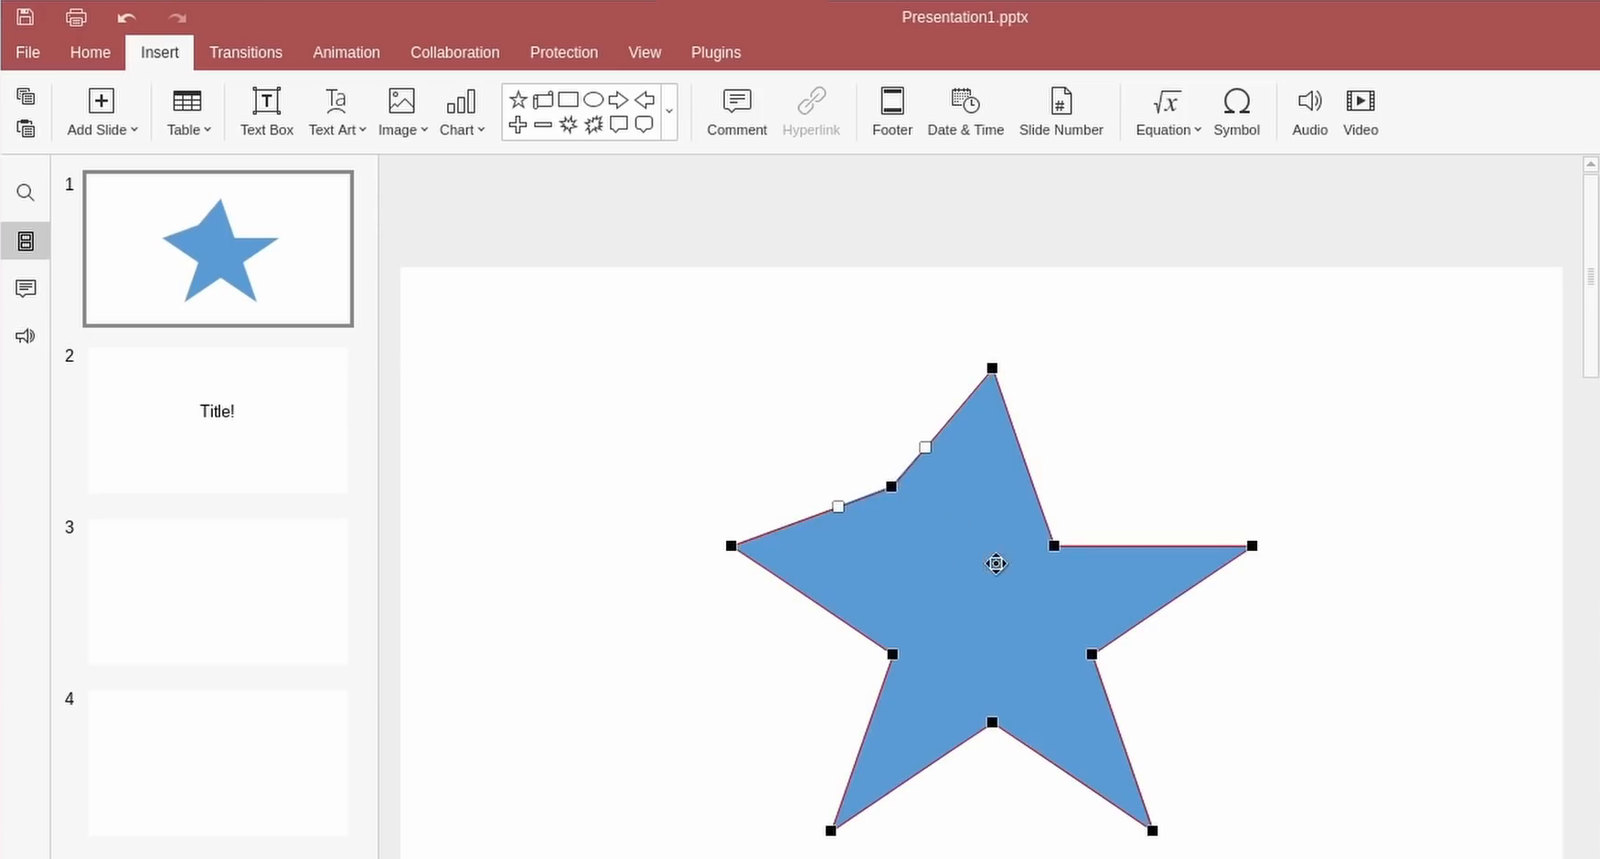 Presentation1.pptx
File Home Insert Transitions Animation Collaboration Protection View Plugins
Add Slide Table Text Box Text Art Image Chart Comment Hyperlink Footer Date & Time Slide Number Equation Symbol Audio Video
1
2
Title!
3
4